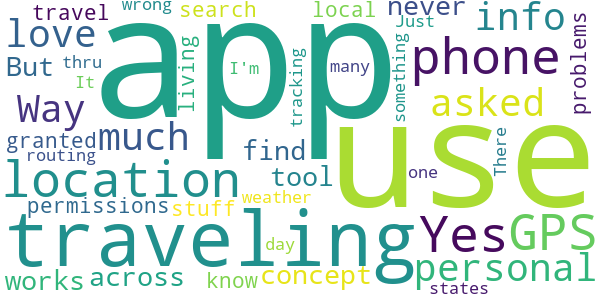 travel wrong search local never info
love app phone
But thru living I'm tracking many Just something problems
It
Way asked
granted much use
routing find There
location tool one
permissions stuff weather
traveling day Yes GPS
works across know concept personal
states